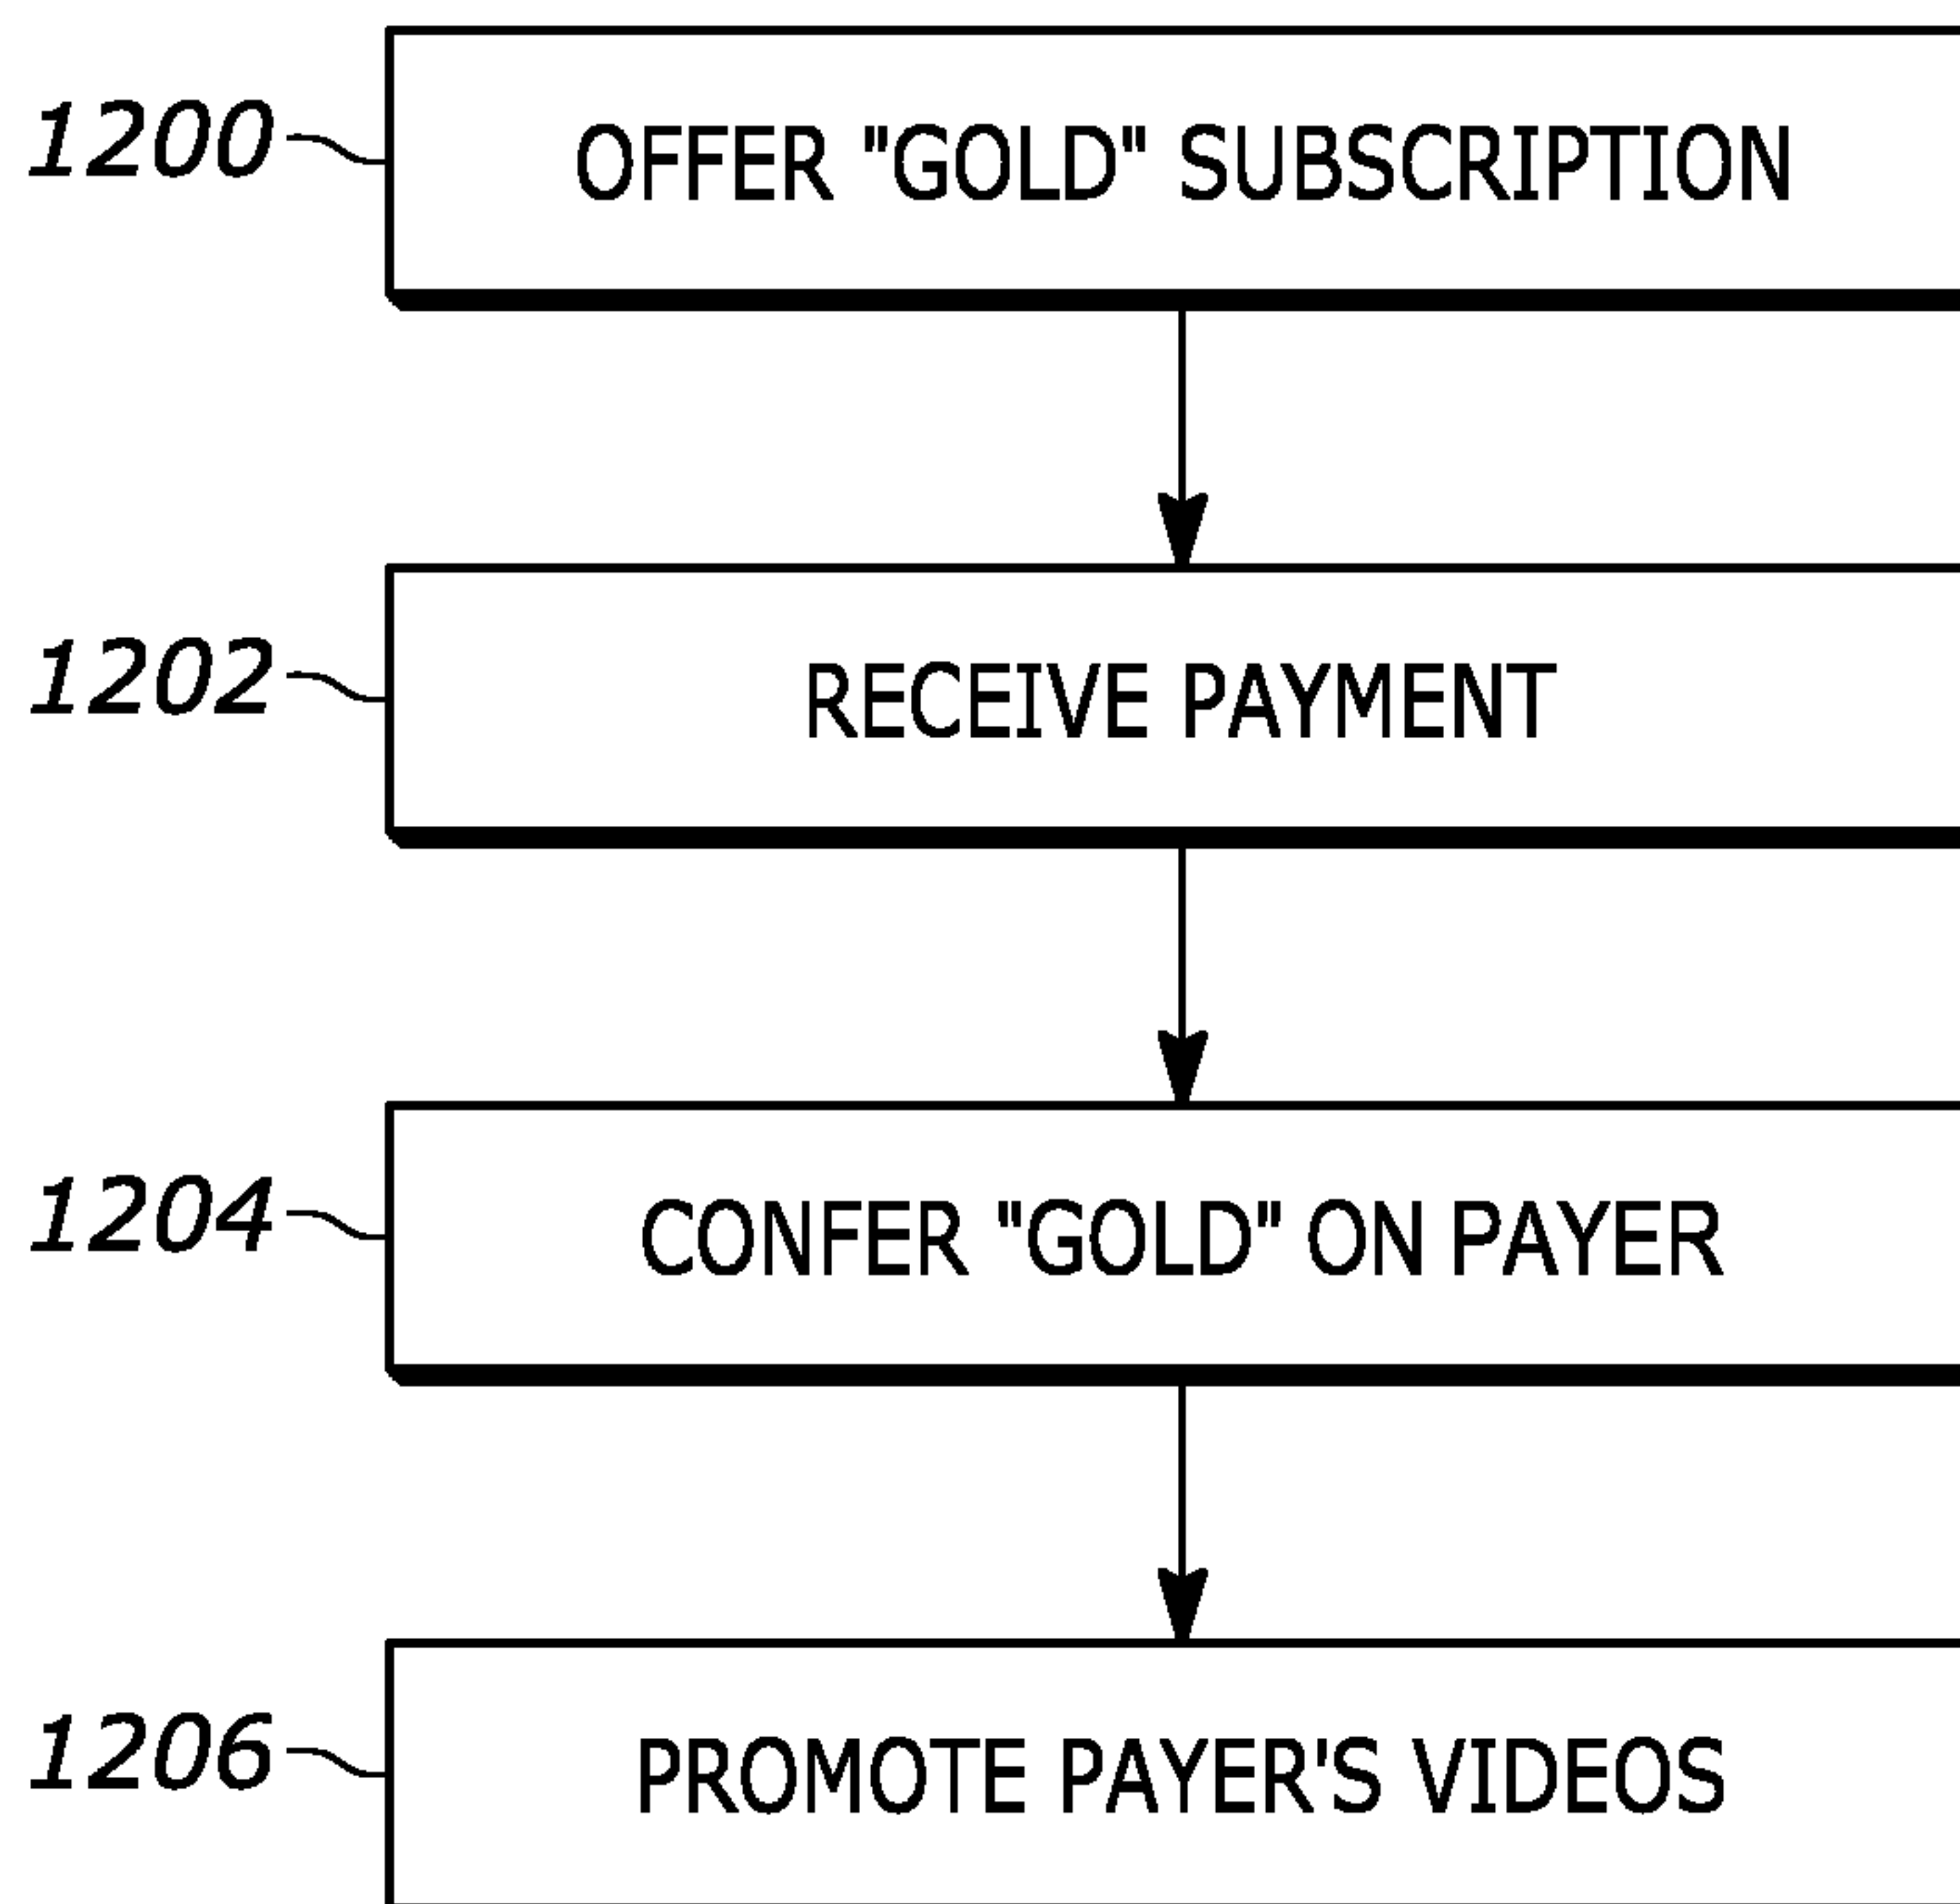 1200 OFFER "GOLD" SUBSCRIPTION
1202 RECEIVE PAYMENT
1204 CONFER "GOLD" ON PAYER
1206 PROMOTE PAYER'S VIDEOS